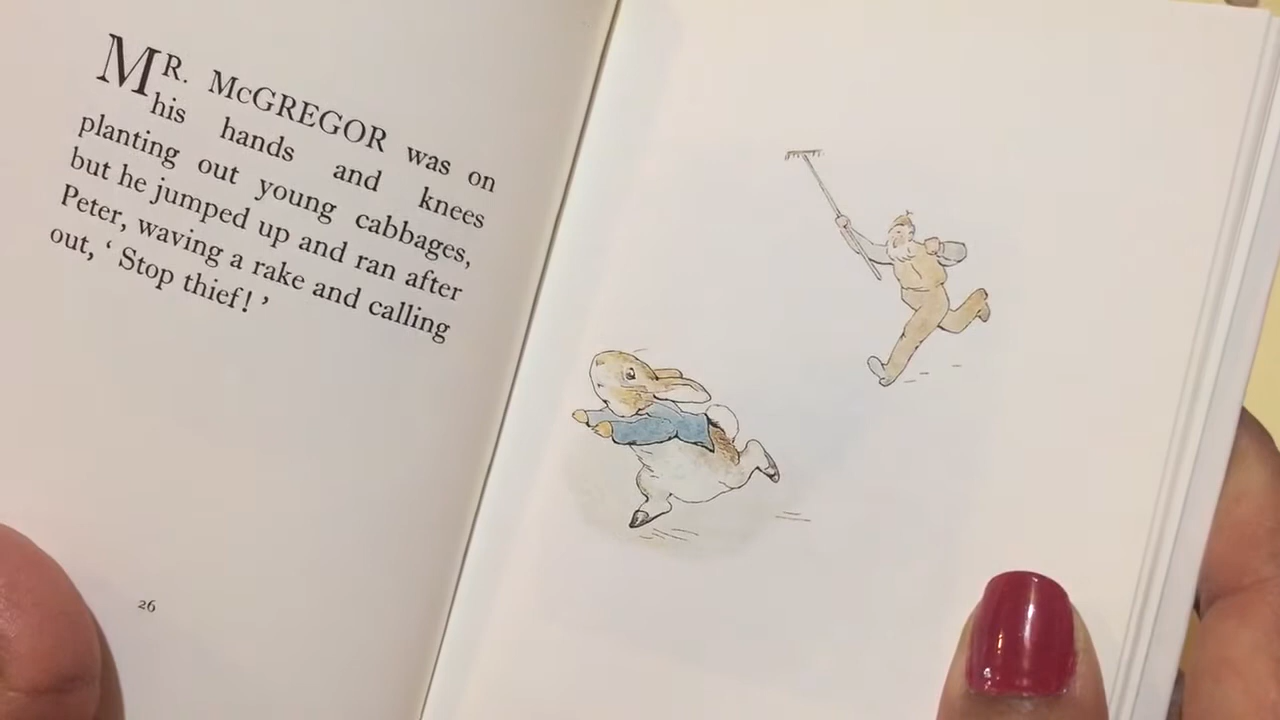 MR. McGREGOR was on
his hands and knees
planting out young cabbages,
but he jumped up and ran after
Peter, waving a rake and calling
out, ‘ Stop thief! ’
26